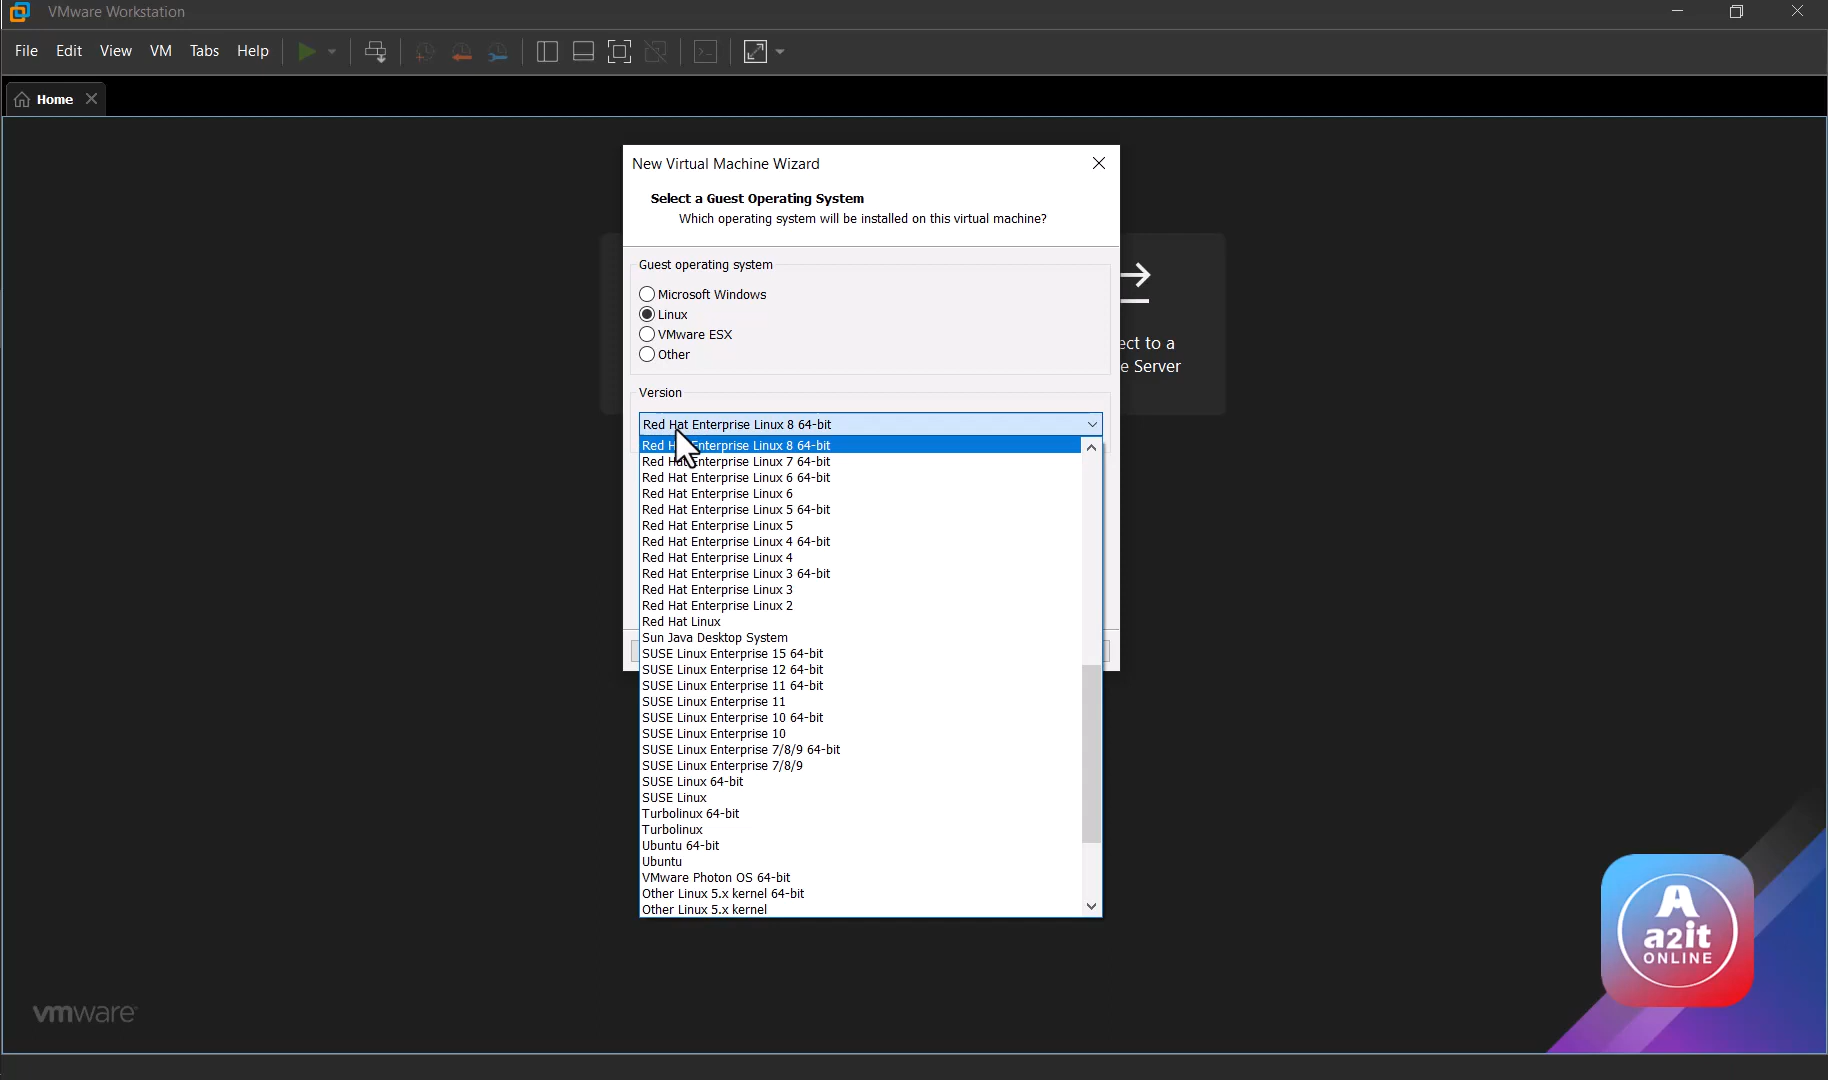 VMware Workstation
File Edit View VM Tabs Help
Home
New Virtual Machine Wizard
Select a Guest Operating System
Which operating system will be installed on this virtual machine?
Guest operating system
Microsoft Windows
Linux
VMware ESX
Other
ect to a
e Server
Version
Red Hat Enterprise Linux 8 64-bit
Red Hat Enterprise Linux 8 64-bit
Red Hat Enterprise Linux 7 64-bit
Red Hat Enterprise Linux 6 64-bit
Red Hat Enterprise Linux 6
Red Hat Enterprise Linux 5 64-bit
Red Hat Enterprise Linux 5
Red Hat Enterprise Linux 4 64-bit
Red Hat Enterprise Linux 4
Red Hat Enterprise Linux 3 64-bit
Red Hat Enterprise Linux 3
Red Hat Enterprise Linux 2
Red Hat Linux
Sun Java Desktop System
SUSE Linux Enterprise 15 64-bit
SUSE Linux Enterprise 12 64-bit
SUSE Linux Enterprise 11 64-bit
SUSE Linux Enterprise 11
SUSE Linux Enterprise 10 64-bit
SUSE Linux Enterprise 10
SUSE Linux Enterprise 7/8/9 64-bit
SUSE Linux Enterprise 7/8/9
SUSE Linux 64-bit
SUSE Linux
Turbolinux 64-bit
Turbolinux
Ubuntu 64-bit
Ubuntu
VMware Photon OS 64-bit
Other Linux 5.x kernel 64-bit
Other Linux 5.x kernel
A
a2it
ONLINE
vmware